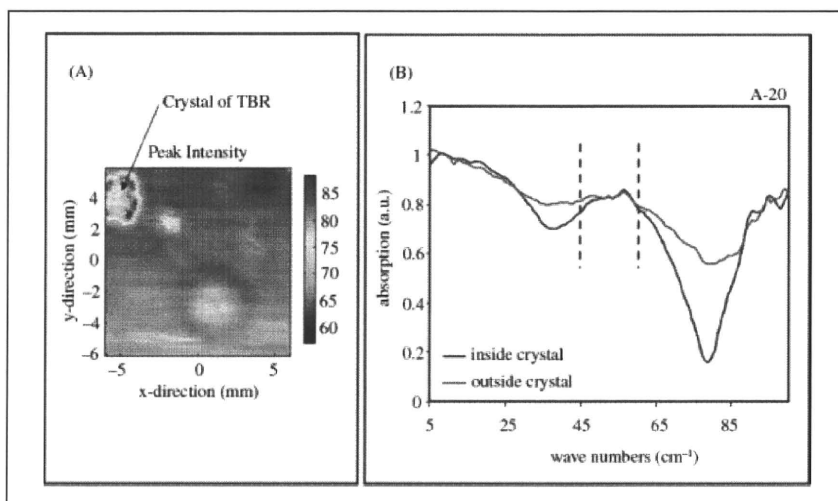 (A)
Crystal of TBR
Peak Intensity
85
80
75
70
65
60
4
2
0
−2
−4
−6
y-direction (mm)
−5 0 5
x-direction (mm)
(B)
A-20
1.2
1
0.8
0.6
0.4
0.2
0
absorption (a.u.)
inside crystal
outside crystal
5 25 45 65 85
wave numbers (cm⁻¹)